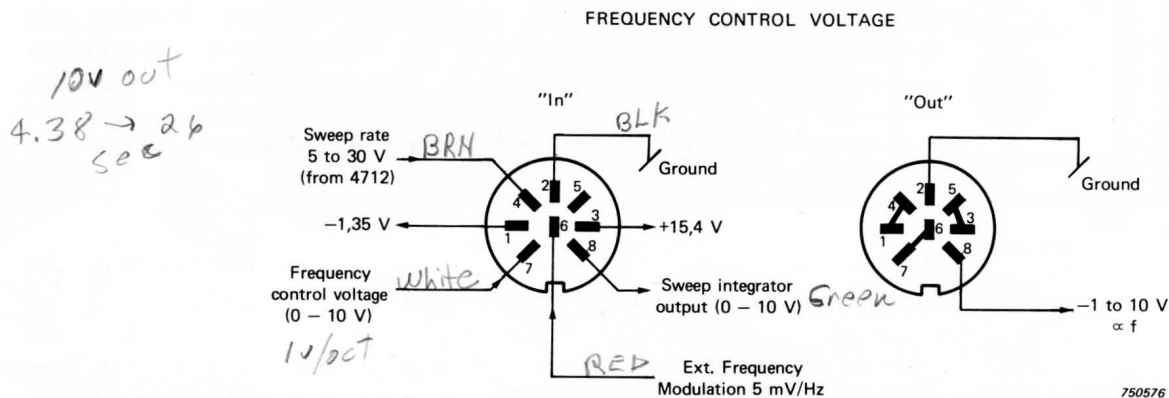 FREQUENCY CONTROL VOLTAGE
10v out
4.38 → 26
sec
"In"
"Out"
BLK
Sweep rate
5 to 30 V
(from 4712)
BRN
Ground
Ground
2
5
4
3
6
1
8
7
2
5
4
3
6
1
8
7
−1,35 V
+15,4 V
Frequency
control voltage
(0 − 10 V)
White
1v/oct
Sweep integrator
output (0 − 10 V)
Green
−1 to 10 V
∝ f
RED
Ext. Frequency
Modulation 5 mV/Hz
750576